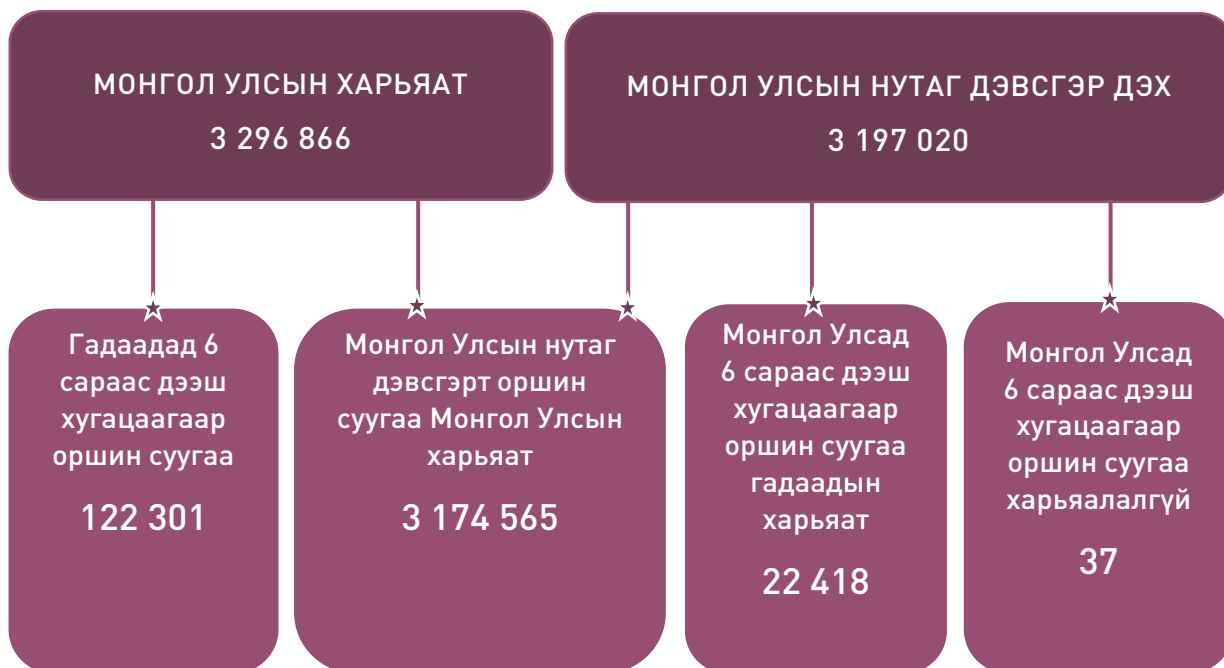 МОНГОЛ УЛСЫН ХАРЬЯАТ
3 296 866
МОНГОЛ УЛСЫН НУТАГ ДЭВСГЭР ДЭХ
3 197 020
Гадаадад 6
сараас дээш
хугацаагаар
оршин суугаа
122 301
Монгол Улсын нутаг
дэвсгэрт оршин
суугаа Монгол Улсын
харьяат
3 174 565
Монгол Улсад
6 сараас дээш
хугацаагаар
оршин суугаа
гадаадын
харьяат
22 418
Монгол Улсад
6 сараас дээш
хугацаагаар
оршин суугаа
харьяалалгүй
37